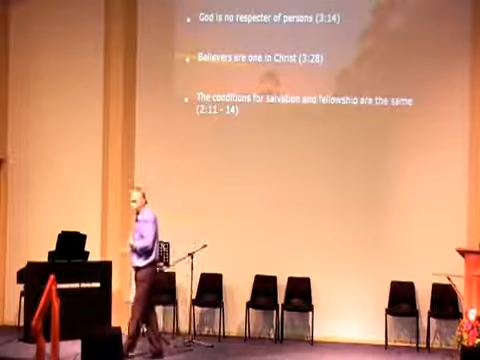 God is no respecter of persons (3:14)
Believers are one in Christ (3:28)
The conditions for salvation and fellowship are the same
(2:11 - 14)